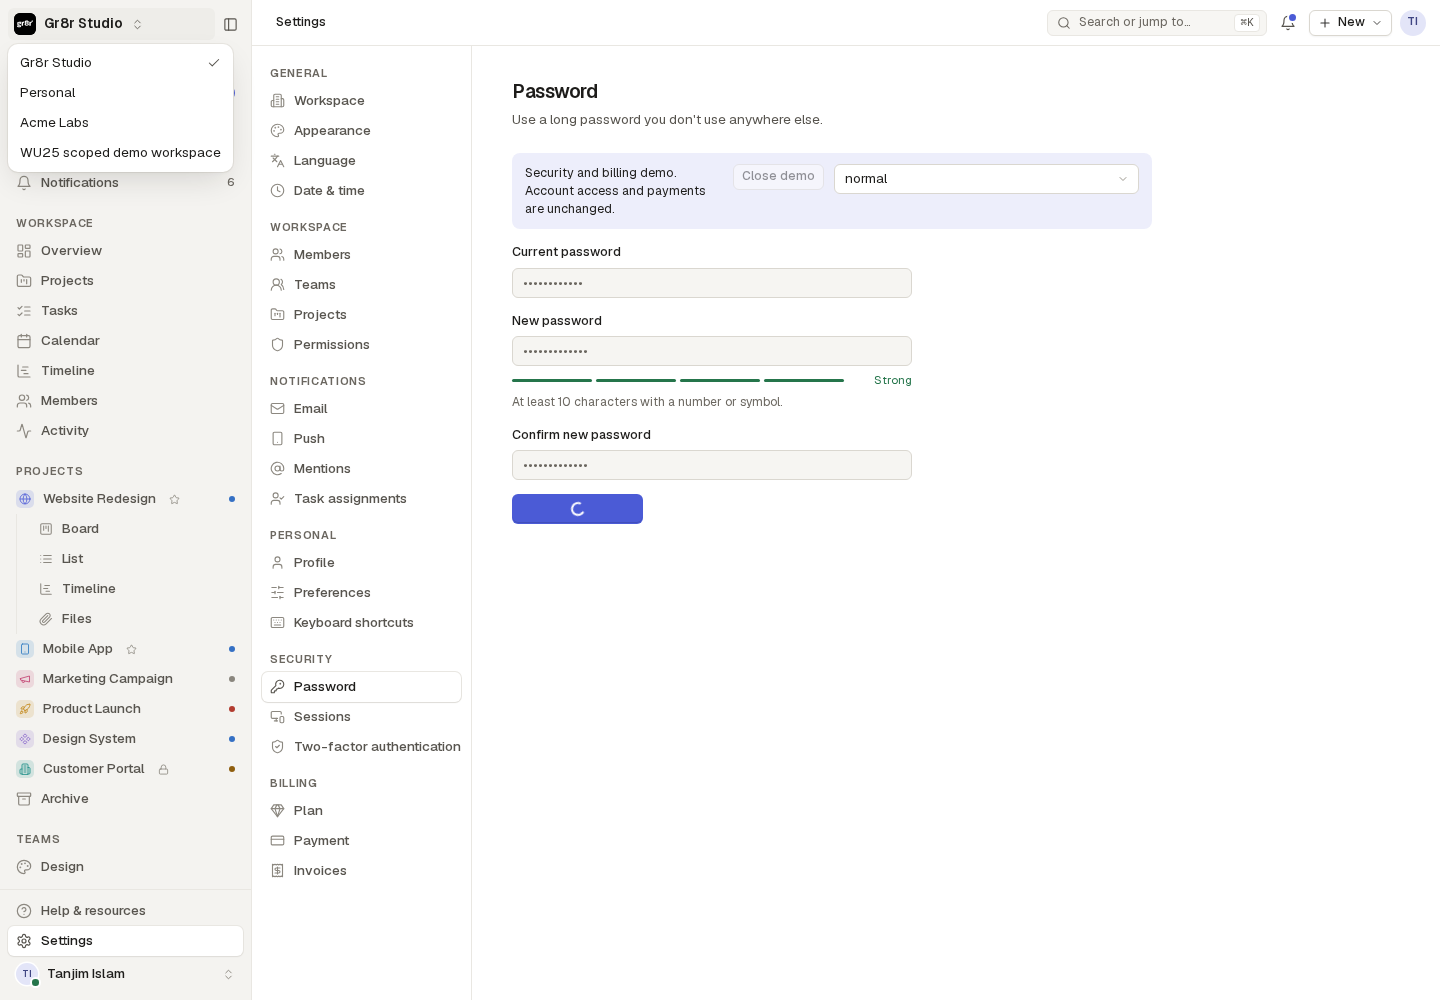 gr8r
Gr8r Studio
Gr8r Studio
Personal
Acme Labs
WU25 scoped demo workspace
Notifications 6
WORKSPACE
Overview
Projects
Tasks
Calendar
Timeline
Members
Activity
PROJECTS
Website Redesign
Board
List
Timeline
Files
Mobile App
Marketing Campaign
Product Launch
Design System
Customer Portal
Archive
TEAMS
Design
Help & resources
Settings
TI Tanjim Islam
Settings
Search or jump to… ⌘K
New
TI
GENERAL
Workspace
Appearance
Language
Date & time
WORKSPACE
Members
Teams
Projects
Permissions
NOTIFICATIONS
Email
Push
Mentions
Task assignments
PERSONAL
Profile
Preferences
Keyboard shortcuts
SECURITY
Password
Sessions
Two-factor authentication
BILLING
Plan
Payment
Invoices
Password
Use a long password you don't use anywhere else.
Security and billing demo.
Account access and payments
are unchanged.
Close demo
normal
Current password
••••••••••••
New password
•••••••••••••
Strong
At least 10 characters with a number or symbol.
Confirm new password
•••••••••••••